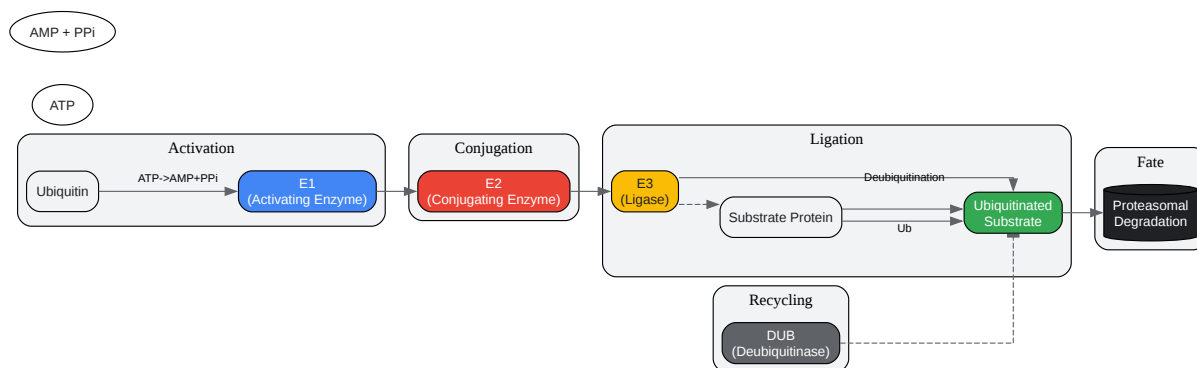 AMP + PPi
ATP
Activation
Ubiquitin
ATP->AMP+PPi
E1
(Activating Enzyme)
Conjugation
E2
(Conjugating Enzyme)
Ligation
E3
(Ligase)
Deubiquitination
Substrate Protein
Ub
Ubiquitinated
Substrate
Fate
Proteasomal
Degradation
Recycling
DUB
(Deubiquitinase)